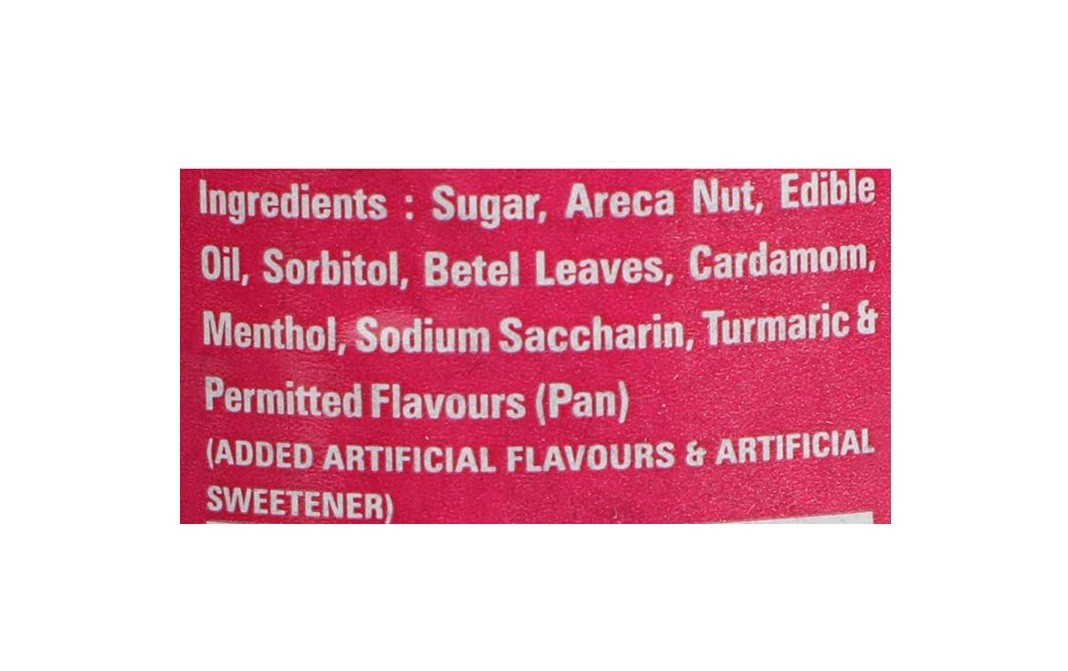 Ingredients : Sugar, Areca Nut, Edible
Oil, Sorbitol, Betel Leaves, Cardamom,
Menthol, Sodium Saccharin, Turmaric &
Permitted Flavours (Pan)
(ADDED ARTIFICIAL FLAVOURS & ARTIFICIAL
SWEETENER)